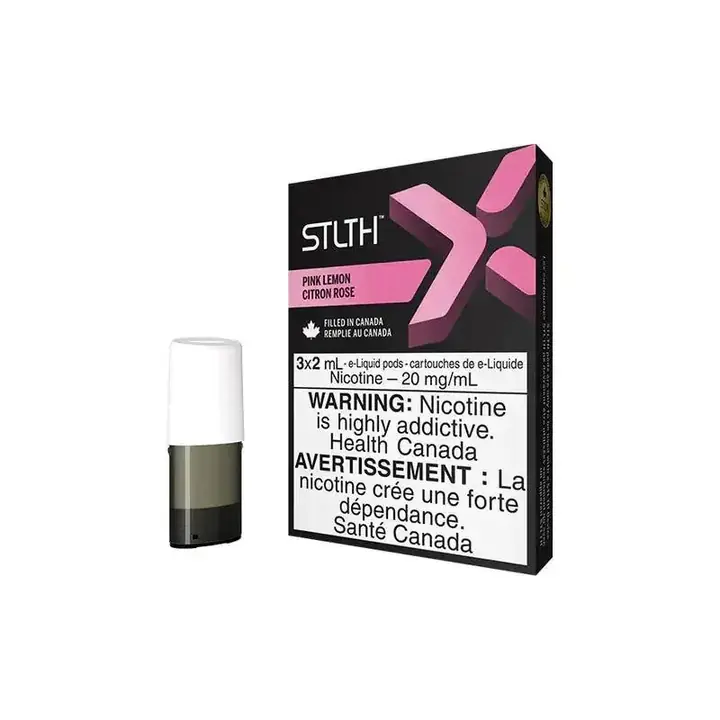 STLTH™
PINK LEMON
CITRON ROSE
FILLED IN CANADA
REMPLIE AU CANADA
3x2 mL - e-Liquid pods - cartouches de e-Liquide
Nicotine – 20 mg/mL
WARNING: Nicotine
is highly addictive.
Health Canada
AVERTISSEMENT : La
nicotine crée une forte
dépendance.
Santé Canada